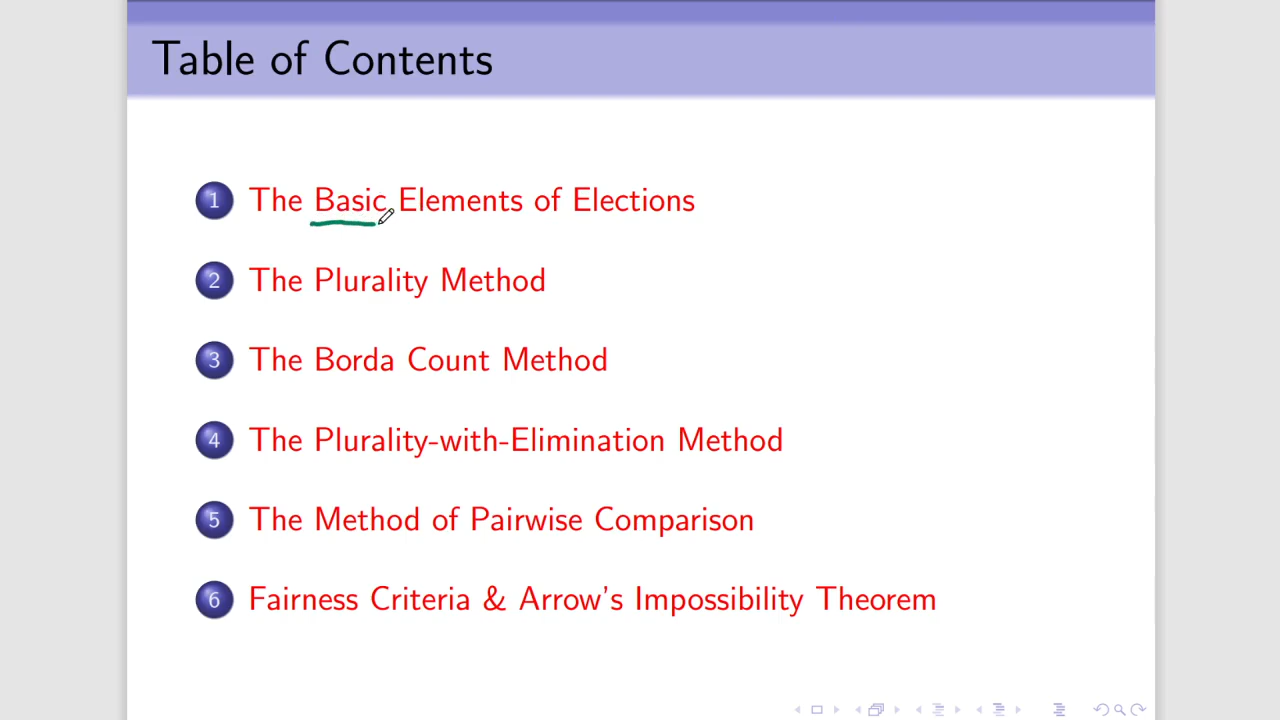 Table of Contents
1 The Basic Elements of Elections
2 The Plurality Method
3 The Borda Count Method
4 The Plurality-with-Elimination Method
5 The Method of Pairwise Comparison
6 Fairness Criteria & Arrow's Impossibility Theorem